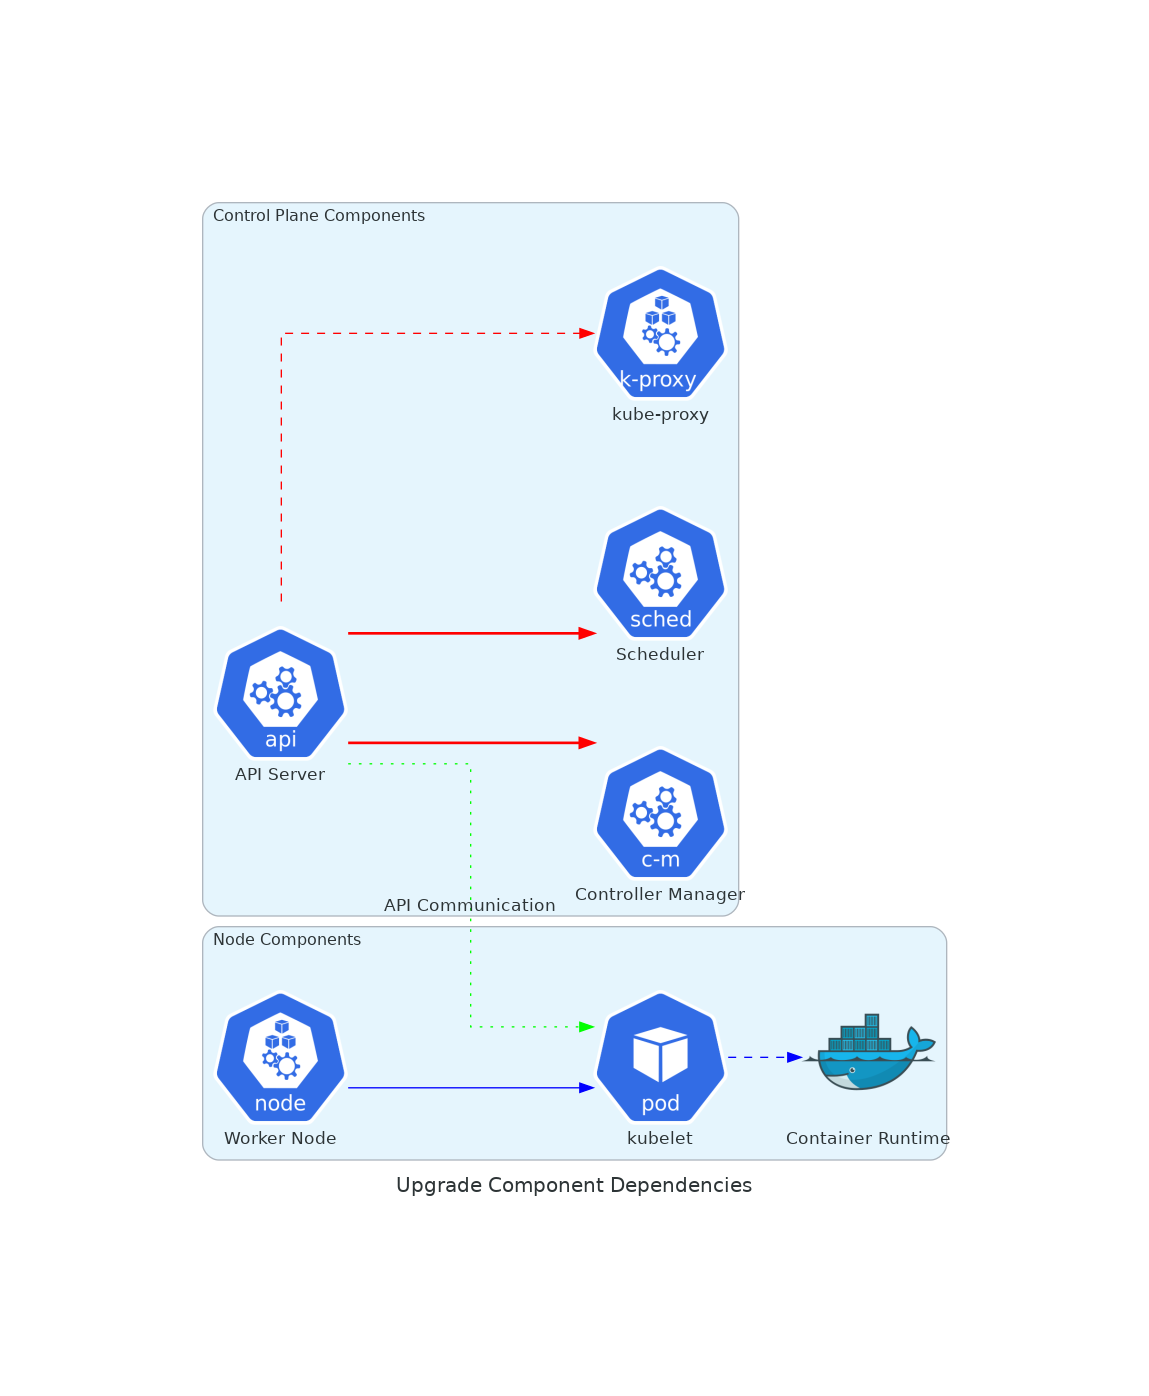 Control Plane Components
k-proxy
kube-proxy
sched
Scheduler
api
API Server
c-m
Controller Manager
API Communication
Node Components
node
Worker Node
pod
kubelet
Container Runtime
Upgrade Component Dependencies